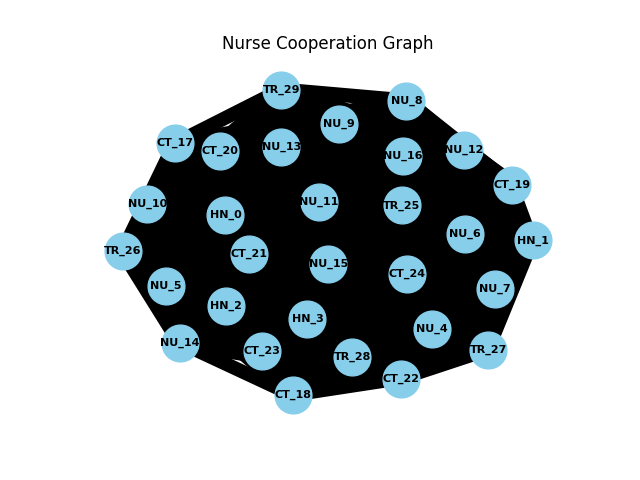 Nurse Cooperation Graph
TR_29
NU_8
NU_9
CT_17
CT_20
NU_13
NU_16
NU_12
CT_19
NU_10
HN_0
NU_11
TR_25
NU_6
HN_1
TR_26
CT_21
NU_15
CT_24
NU_5
NU_7
HN_2
HN_3
NU_4
NU_14
CT_23
TR_28
TR_27
CT_18
CT_22